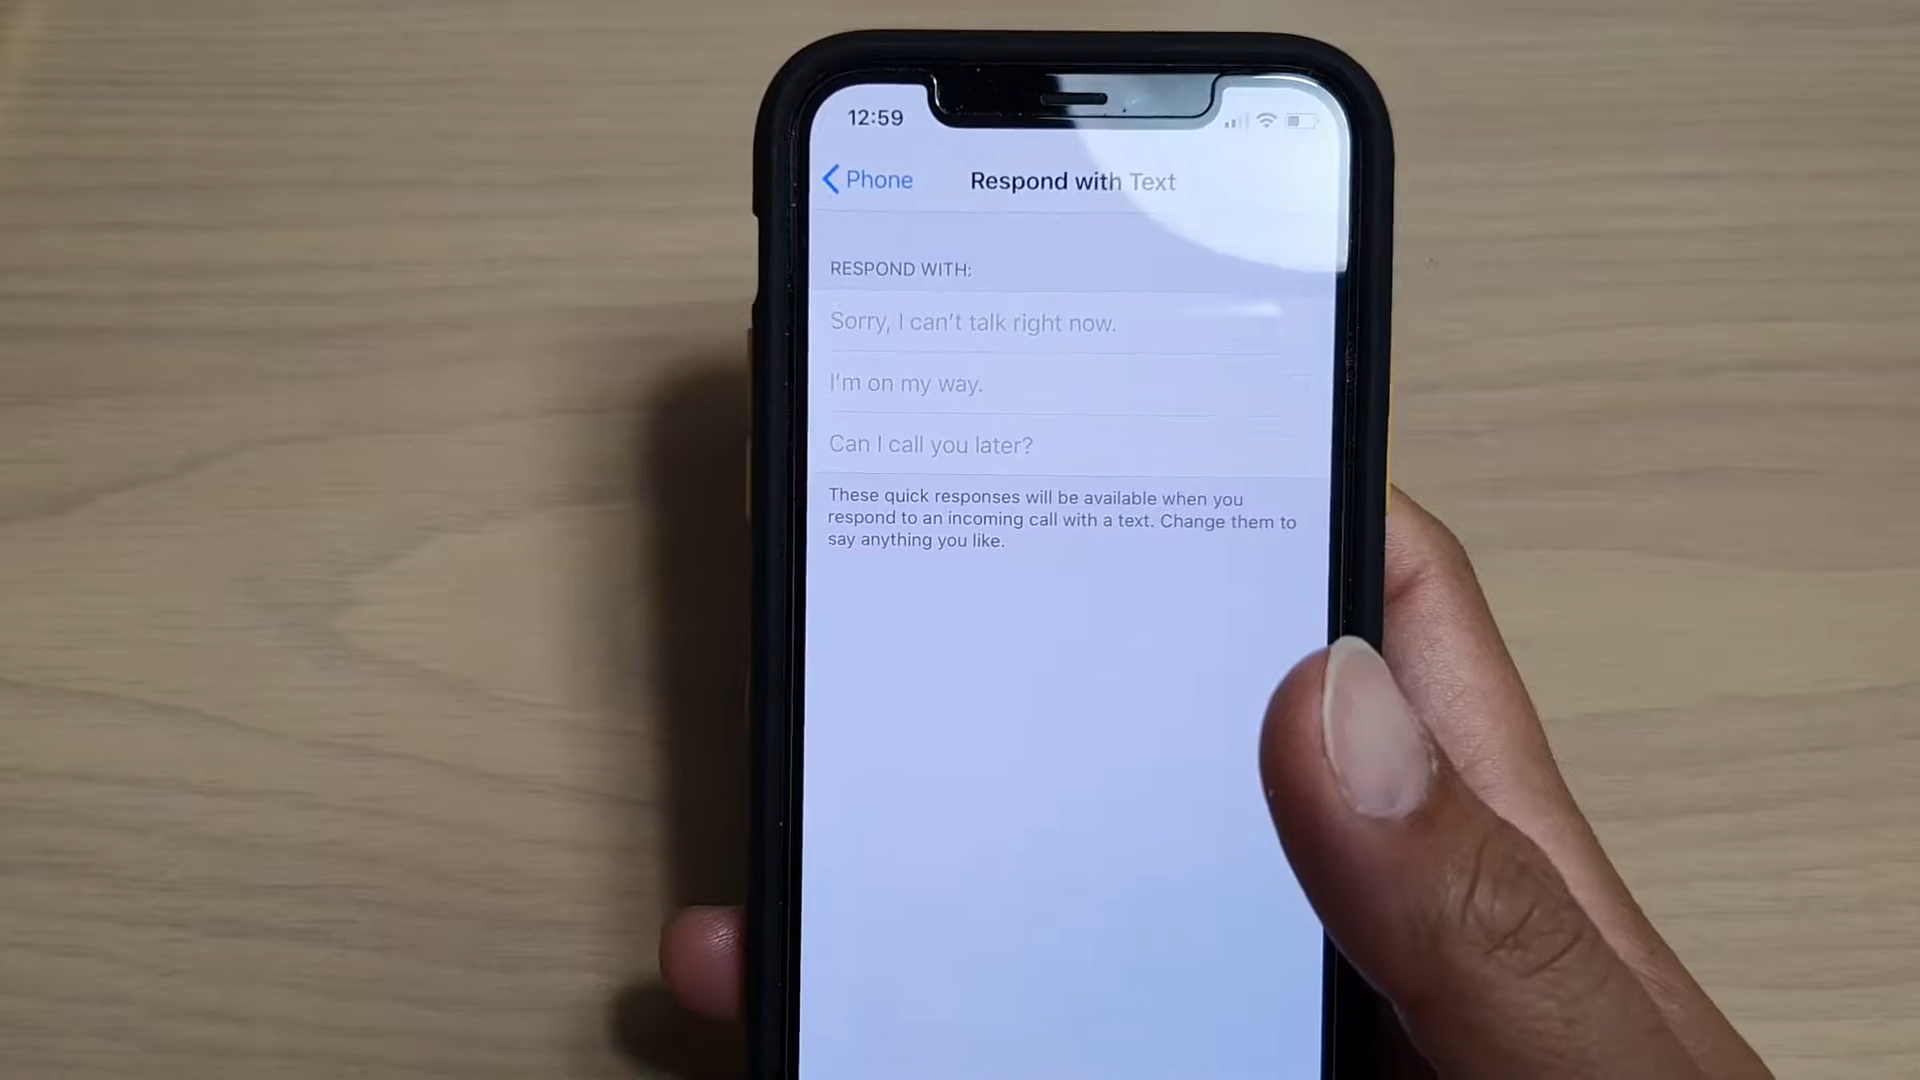 12:59
Phone
Respond with Text
RESPOND WITH:
Sorry, I can't talk right now.
I'm on my way.
Can I call you later?
These quick responses will be available when you
respond to an incoming call with a text. Change them to
say anything you like.